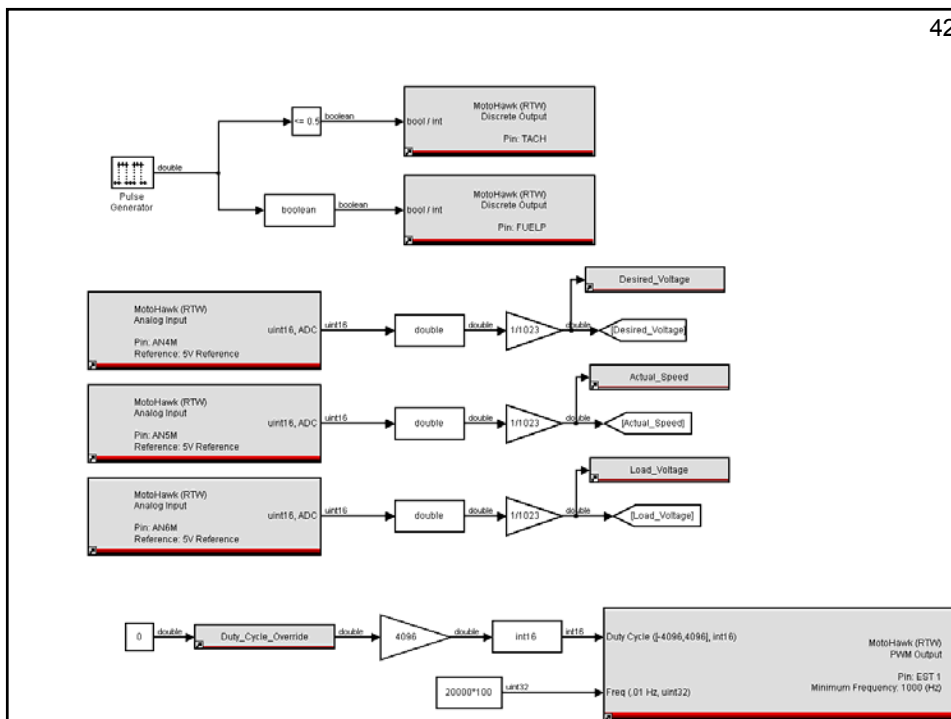 42
MotoHawk (RTW)
Discrete Output
<= 0.5
boolean
bool / int
Pin: TACH
double
Pulse
Generator
MotoHawk (RTW)
Discrete Output
boolean
boolean
bool / int
Pin: FUELP
Desired_Voltage
MotoHawk (RTW)
Analog Input
uint16, ADC
uint16
double
double
1/1023
double
[Desired_Voltage]
Pin: AN4M
Reference: 5V Reference
Actual_Speed
MotoHawk (RTW)
Analog Input
uint16, ADC
uint16
double
double
1/1023
double
[Actual_Speed]
Pin: AN5M
Reference: 5V Reference
Load_Voltage
MotoHawk (RTW)
Analog Input
uint16, ADC
uint16
double
double
1/1023
double
[Load_Voltage]
Pin: AN6M
Reference: 5V Reference
0
double
Duty_Cycle_Override
double
4096
double
int16
int16
Duty Cycle ([-4096,4096], int16)
MotoHawk (RTW)
PWM Output
Pin: EST 1
Minimum Frequency: 1000 (Hz)
20000*100
uint32
Freq (.01 Hz, uint32)